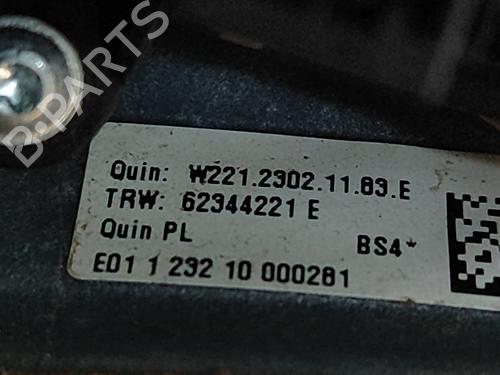 B-PARTS
Quin: W221.2302.11.83.E
TRW: 62344221 E
Quin PL BS4*
E01 1 232 10 000281